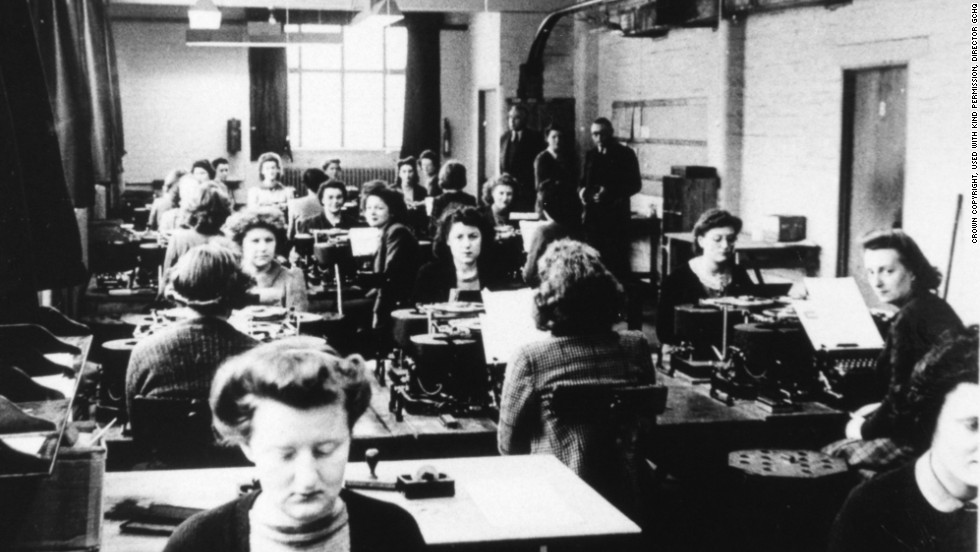 CROWN COPYRIGHT, USED WITH KIND PERMISSION, DIRECTOR GCHQ